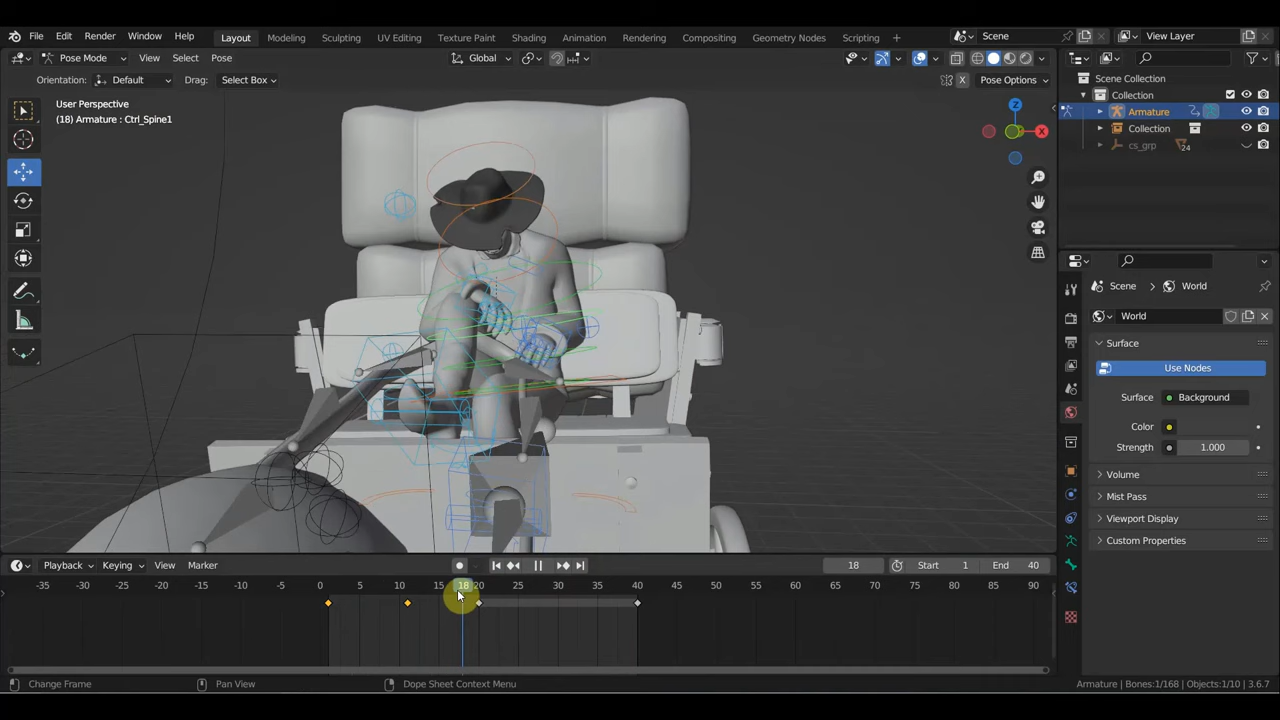 File Edit Render Window Help Layout Modeling Sculpting UV Editing Texture Paint Shading Animation Rendering Compositing Geometry Nodes Scripting + Scene View Layer
Pose Mode View Select Pose Global
Orientation: Default Drag: Select Box X Pose Options
User Perspective
(18) Armature : Ctrl_Spine1
Z
X
Scene Collection
Collection
Armature
Collection
cs_grp 24
Scene > World
World
Surface
Use Nodes
Surface Background
Color
Strength 1.000
Volume
Mist Pass
Viewport Display
Custom Properties
Playback Keying View Marker 18 Start 1 End 40
-35 -30 -25 -20 -15 -10 -5 0 5 10 15 18 20 25 30 35 40 45 50 55 60 65 70 75 80 85 90
Change Frame Pan View Dope Sheet Context Menu Armature | Bones:1/168 | Objects:1/10 | 3.6.7